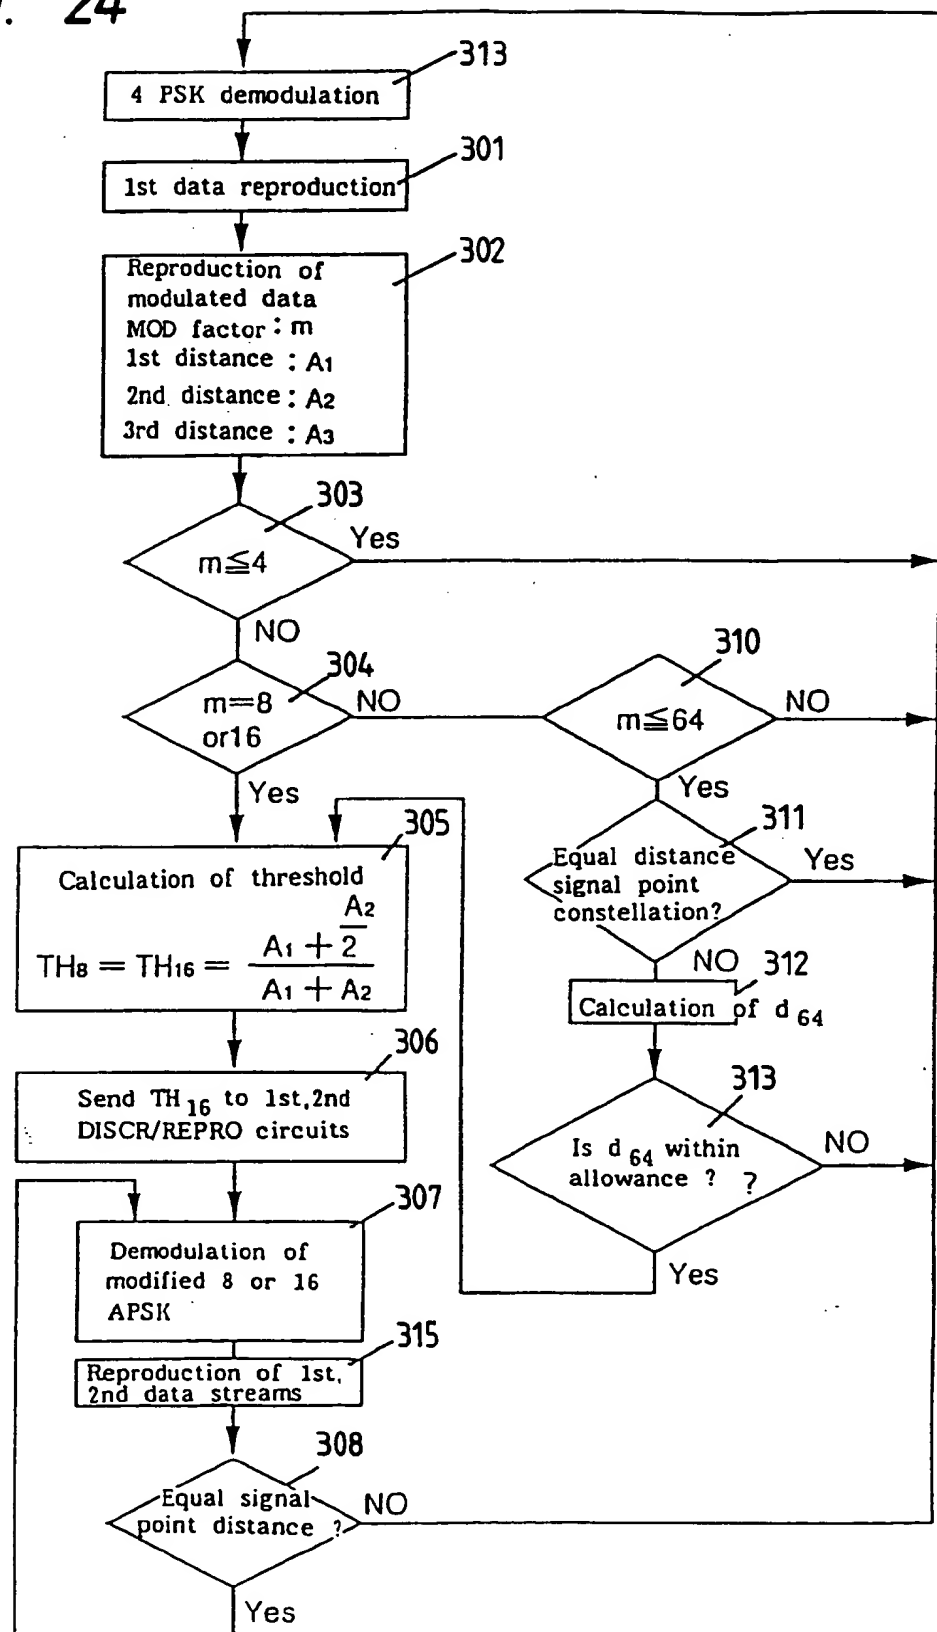 . 24
313
4 PSK demodulation
301
1st data reproduction
302
Reproduction of
modulated data
MOD factor : m
1st distance : A1
2nd. distance : A2
3rd distance : A3
303
m≦4
Yes
NO
304
m=8
or16
NO
Yes
310
m≦64
NO
Yes
311
Equal distance
signal point
constellation?
Yes
NO
312
Calculation of d 64
313
Is d 64 within
allowance ? ?
NO
Yes
305
Calculation of threshold
TH8 = TH16 = (A1 + A2/2) / (A1 + A2)
306
Send TH16 to 1st,2nd
DISCR/REPRO circuits
307
Demodulation of
modified 8 or 16
APSK
315
Reproduction of 1st,
2nd data streams
308
Equal signal
point distance ?
NO
Yes